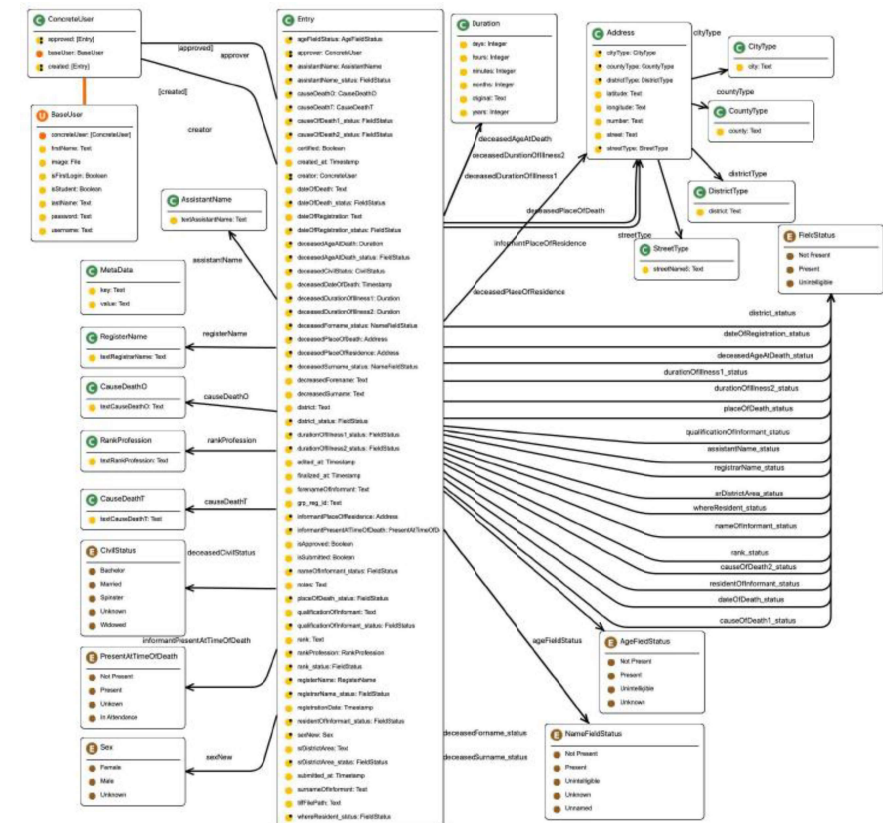 ConcreteUser
approved: [Entry]
baseUser: BaseUser
created: [Entry]
BaseUser
concreteUser: [ConcreteUser]
firstName: Text
image: File
isFirstLogin: Boolean
isStudent: Boolean
lastName: Text
password: Text
username: Text
[approved]
approver
[created]
creator
AssistantName
textAssistantName: Text
assistantName
MetaData
key: Text
value: Text
RegisterName
textRegistrarName: Text
registerName
CauseDeathO
textCauseDeathO: Text
causeDeathO
RankProfession
textRankProfession: Text
rankProfession
CauseDeathT
textCauseDeathT: Text
causeDeathT
CivilStatus
Bachelor
Married
Spinster
Unknown
Widowed
deceasedCivilStatus
informantPresentAtTimeOfDeath
PresentAtTimeOfDeath
Not Present
Present
Unkown
In Attendance
Sex
Female
Male
Unknown
sexNew
Entry
ageFieldStatus: AgeFieldStatus
approver: ConcreteUser
assistantName: AssistantName
assistantName_status: FieldStatus
causeDeathO: CauseDeathO
causeDeathT: CauseDeathT
causeOfDeath1_status: FieldStatus
causeOfDeath2_status: FieldStatus
certified: Boolean
created_at: Timestamp
creator: ConcreteUser
dateOfDeath: Text
dateOfDeath_status: FieldStatus
dateOfRegistration: Text
dateOfRegistration_status: FieldStatus
deceasedAgeAtDeath: Duration
deceasedAgeAtDeath_status: FieldStatus
deceasedCivilStatic: CivilStatus
deceasedDateOfDeath: Timestamp
deceasedDurationOfIllness1: Duration
deceasedDurationOfIllness2: Duration
deceasedForname_status: NameFieldStatus
deceasedPlaceOfDeath: Address
deceasedPlaceOfResidence: Address
deceasedSurname_status: NameFieldStatus
decreasedForename: Text
decreasedSurname: Text
district: Text
district_status: FieldStatus
durationOfIllness1_status: FieldStatus
durationOfIllness2_status: FieldStatus
edited_at: Timestamp
finalized_at: Timestamp
forenameOfInformant: Text
grp_reg_id: Text
informantPlaceOfResidence: Address
informantPresentAtTimeOfDeath: PresentAtTimeOfD
isApproved: Boolean
isSubmitted: Boolean
nameOfInformant_status: FieldStatus
notes: Text
placeOfDeath_status: FieldStatus
qualificationOfInformant: Text
qualificationOfInformant_status: FieldStatus
rank: Text
rankProfession: RankProfession
rank_status: FieldStatus
registerName: RegisterName
registrarName_staus: FieldStatus
registrationDate: Timestamp
residentOfInformat_status: FieldStatus
sexNew: Sex
srDistrictArea: Text
srDistrictArea_status: FieldStatus
submitted_at: Timestamp
surnameOfInformant: Text
tiffFilePath: Text
whereResident_status: FieldStatus
Duration
days: Integer
hours: Integer
minutes: Integer
months: Integer
original: Text
years: Integer
deceasedAgeAtDeath
deceasedDurationOfIllness2
deceasedDurationOfIllness1
Address
cityType: CityType
countyType: CountyType
districtType: DistrictType
latitude: Text
longitude: Text
number: Text
street: Text
streetType: StreetType
cityType
CityType
city: Text
countyType
CountyType
county: Text
districtType
DistrictType
district: Text
streetType
StreetType
streetNameS: Text
deceasedPlaceOfDeath
informantPlaceOfResidence
deceasedPlaceOfResidence
FieldStatus
Not Present
Present
Unintelligible
district_status
dateOfRegistration_status
deceasedAgeAtDeath_status
durationOfIllness1_status
durationOfIllness2_status
placeOfDeath_status
qualificationOfInformant_status
assistantName_status
registrarName_status
srDistrictArea_status
whereResident_status
nameOfInformant_status
rank_status
causeOfDeath2_status
residentOfInformant_status
dateOfDeath_status
causeOfDeath1_status
ageFieldStatus
AgeFieldStatus
Not Present
Present
Unintelligible
Unknown
deceasedForname_status
deceasedSurname_status
NameFieldStatus
Not Present
Present
Unintelligible
Unknown
Unnamed